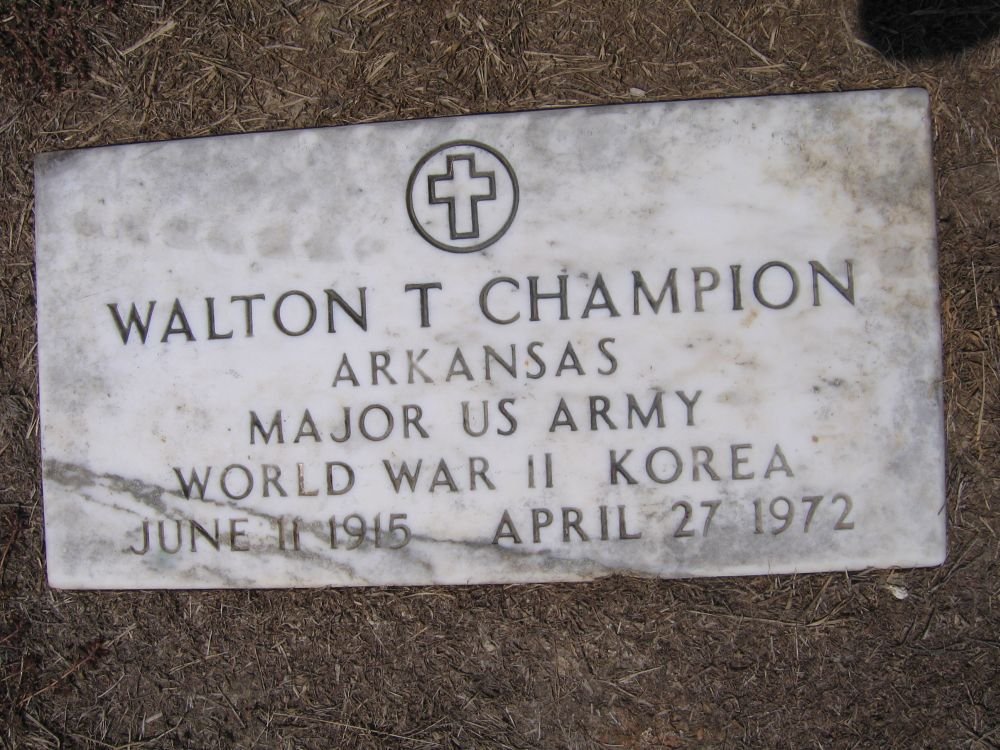 WALTON T CHAMPION
ARKANSAS
MAJOR US ARMY
WORLD WAR II KOREA
JUNE 11 1915 APRIL 27 1972